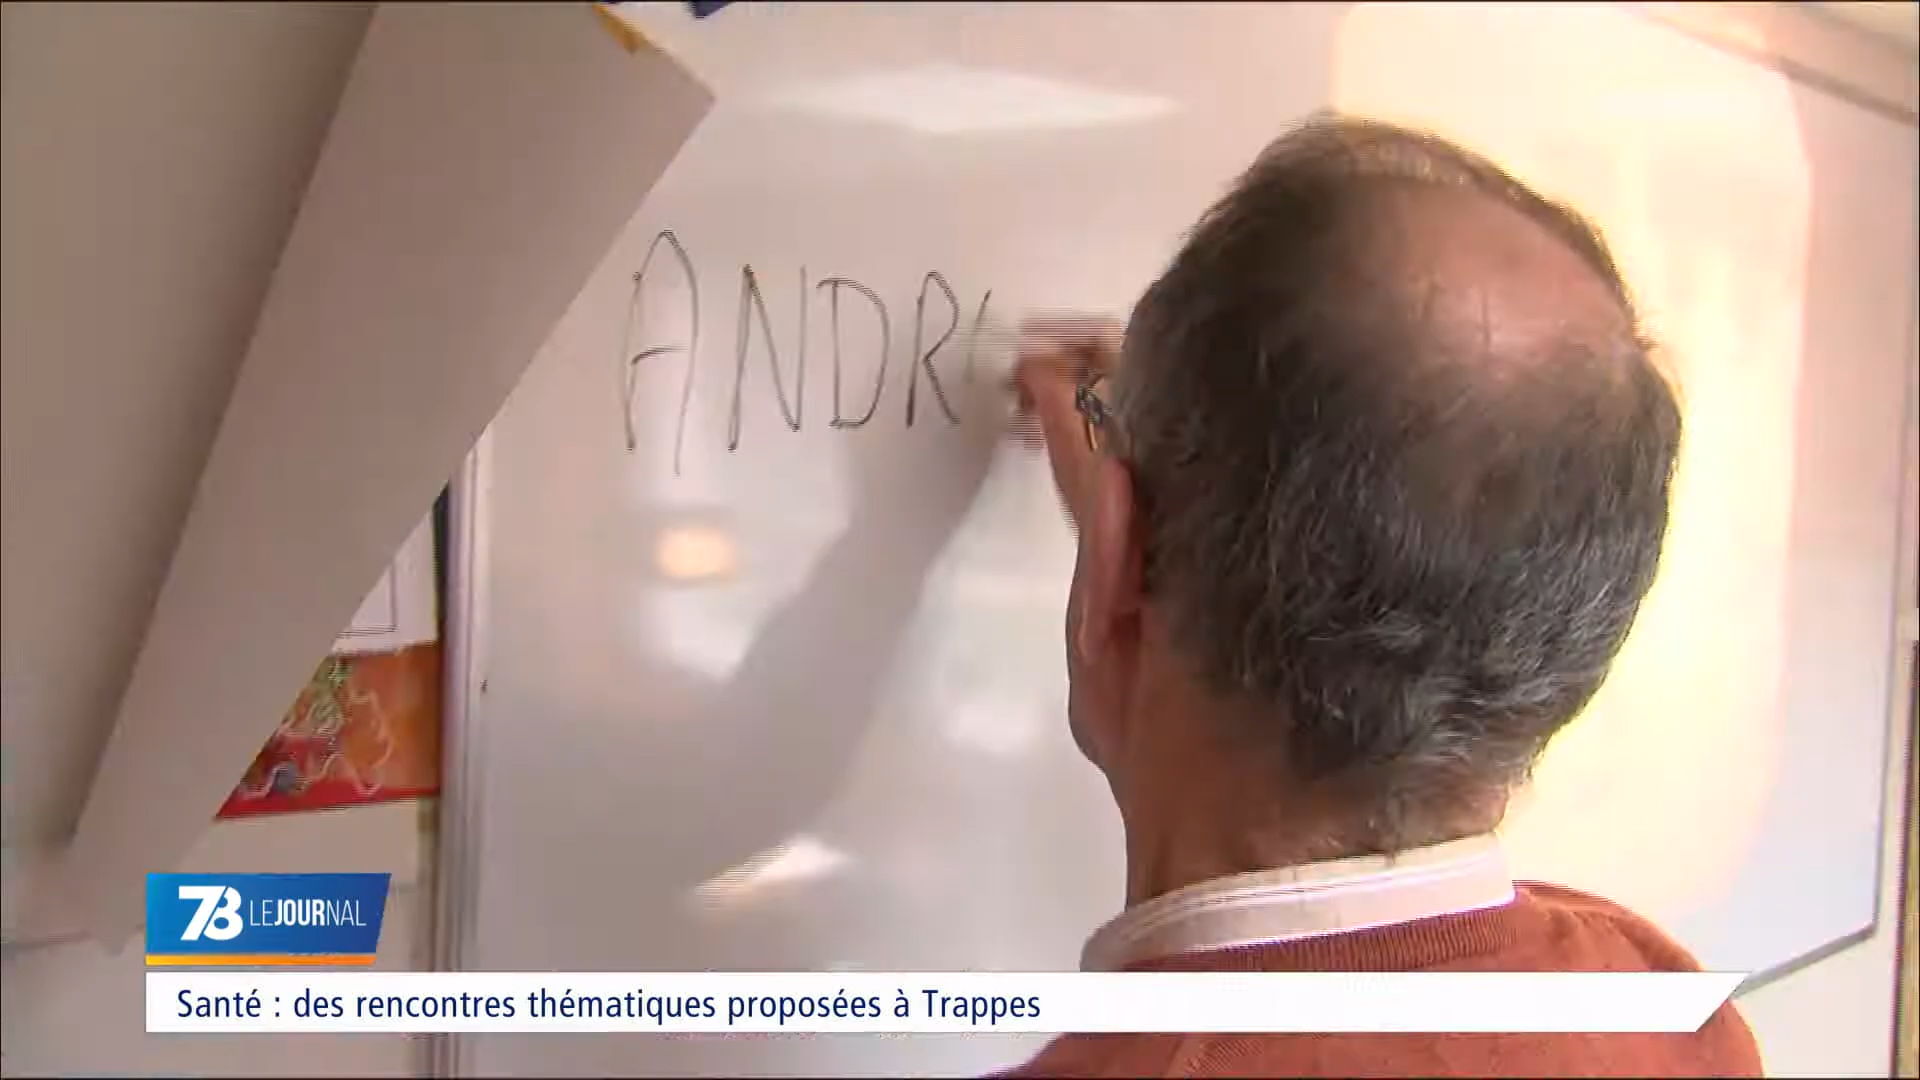 ANDR
78 LEJOURNAL
Santé : des rencontres thématiques proposées à Trappes